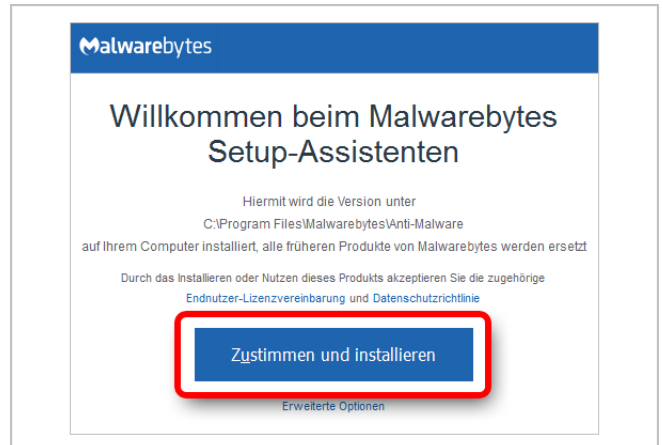 Malwarebytes
Willkommen beim Malwarebytes
Setup-Assistenten
Hiermit wird die Version unter
C:\Program Files\Malwarebytes\Anti-Malware
auf Ihrem Computer installiert, alle früheren Produkte von Malwarebytes werden ersetzt
Durch das Installieren oder Nutzen dieses Produkts akzeptieren Sie die zugehörige
Endnutzer-Lizenzvereinbarung und Datenschutzrichtlinie
Zustimmen und installieren
Erweiterte Optionen